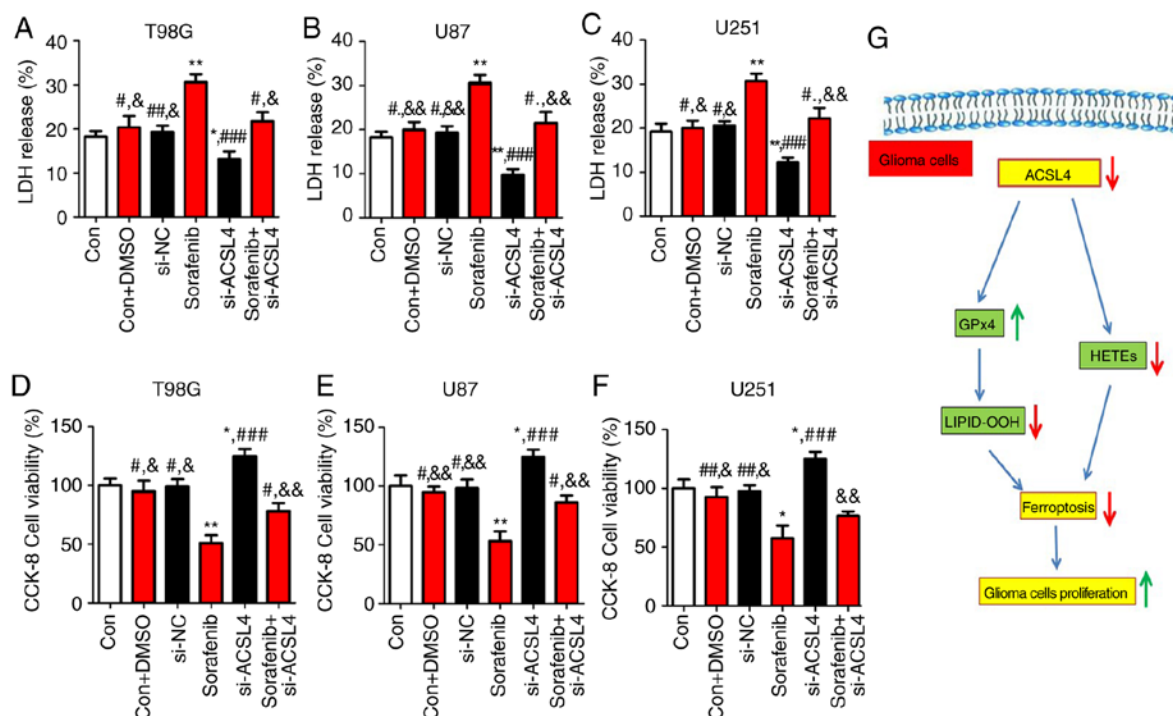 A
T98G
LDH release (%)
40
30
20
10
0
#,&
##,&
**
*,###
#,&
Con
Con+DMSO
si-NC
Sorafenib
si-ACSL4
Sorafenib+
si-ACSL4
B
U87
LDH release (%)
40
30
20
10
0
#,,&&
#,,&&
**
**,###
#.,&&
Con
Con+DMSO
si-NC
Sorafenib
si-ACSL4
Sorafenib+
si-ACSL4
C
U251
LDH release (%)
40
30
20
10
0
#,&
#,&
**
**,###
#.,&&
Con
Con+DMSO
si-NC
Sorafenib
si-ACSL4
Sorafenib+
si-ACSL4
D
T98G
CCK-8 Cell viability (%)
150
100
50
0
#,&
#,&
**
*,###
#,&&
Con
Con+DMSO
si-NC
Sorafenib
si-ACSL4
Sorafenib+
si-ACSL4
E
U87
CCK-8 Cell viability (%)
150
100
50
0
#,&&
#,&&
**
*,###
#,&&
Con
Con+DMSO
si-NC
Sorafenib
si-ACSL4
Sorafenib+
si-ACSL4
F
U251
CCK-8 Cell viability (%)
150
100
50
0
##,&
##,&
*
*,###
&&
Con
Con+DMSO
si-NC
Sorafenib
si-ACSL4
Sorafenib+
si-ACSL4
G
Glioma cells
ACSL4
GPx4
HETEs
LIPID-OOH
Ferroptosis
Glioma cells proliferation